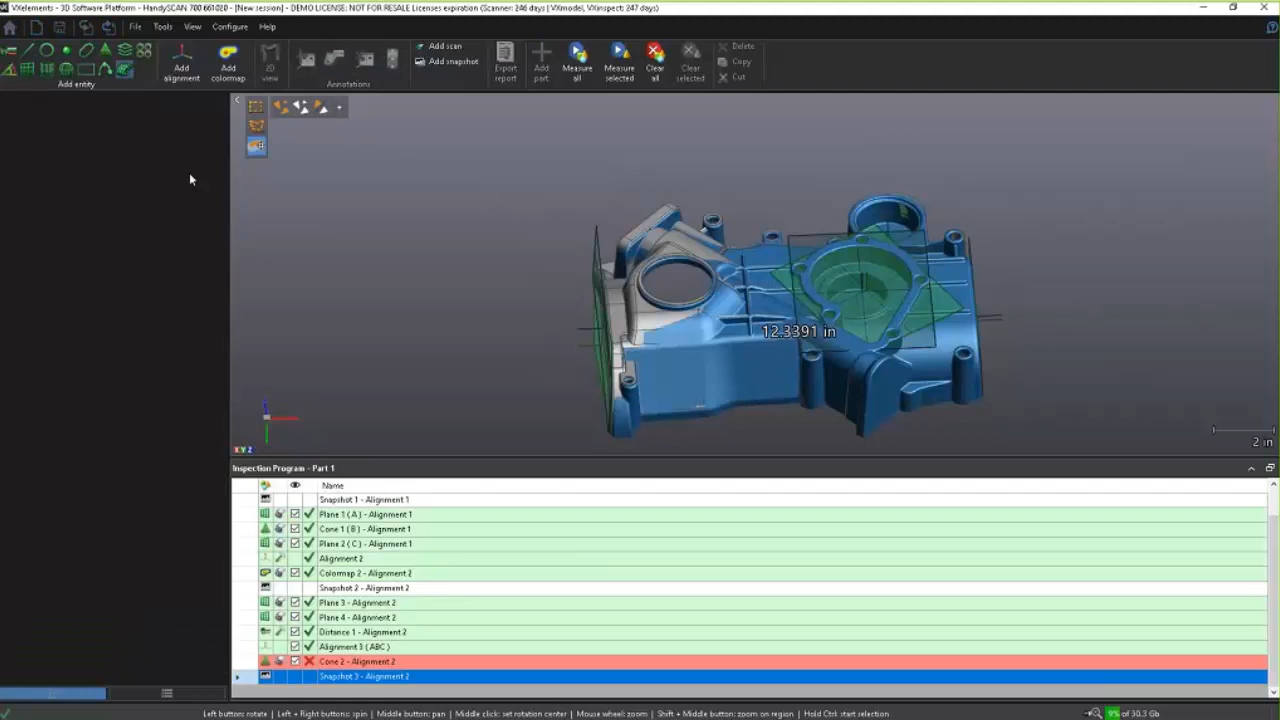 VXelements - 3D Software Platform - HandySCAN 700 661020 - [New session] - DEMO LICENSE: NOT FOR RESALE Licenses expiration (Scanner: 246 days | VXmodel, VXinspect: 247 days)
File Tools View Configure Help
Add alignment
Add colormap
2D view
Add scan
Add snapshot
Export report
Add part
Measure all
Measure selected
Clear all
Clear selected
Delete
Copy
Cut
Add entity
Annotations
12.3391 in
X Y Z
2 in
Inspection Program - Part 1
Name
Snapshot 1 - Alignment 1
Plane 1 ( A ) - Alignment 1
Cone 1 ( B ) - Alignment 1
Plane 2 ( C ) - Alignment 1
Alignment 2
Colormap 2 - Alignment 2
Snapshot 2 - Alignment 2
Plane 3 - Alignment 2
Plane 4 - Alignment 2
Distance 1 - Alignment 2
Alignment 3 ( ABC )
Cone 2 - Alignment 2
Snapshot 3 - Alignment 2
Left button: rotate | Left + Right buttons: spin | Middle button: pan | Middle click: set rotation center | Mouse wheel: zoom | Shift + Middle button: zoom on region | Hold Ctrl start selection
9% of 30.3 Gb